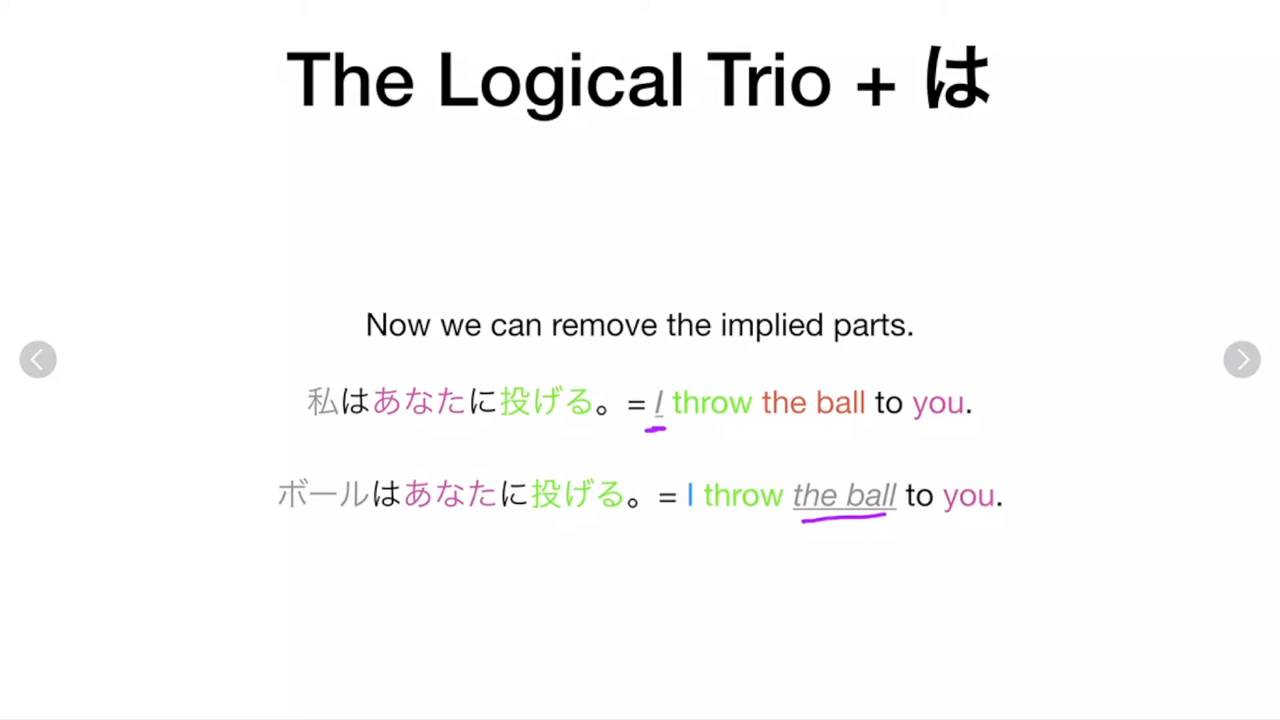 The Logical Trio + は
Now we can remove the implied parts.
私はあなたに投げる。= I throw the ball to you.
ボールはあなたに投げる。= I throw the ball to you.